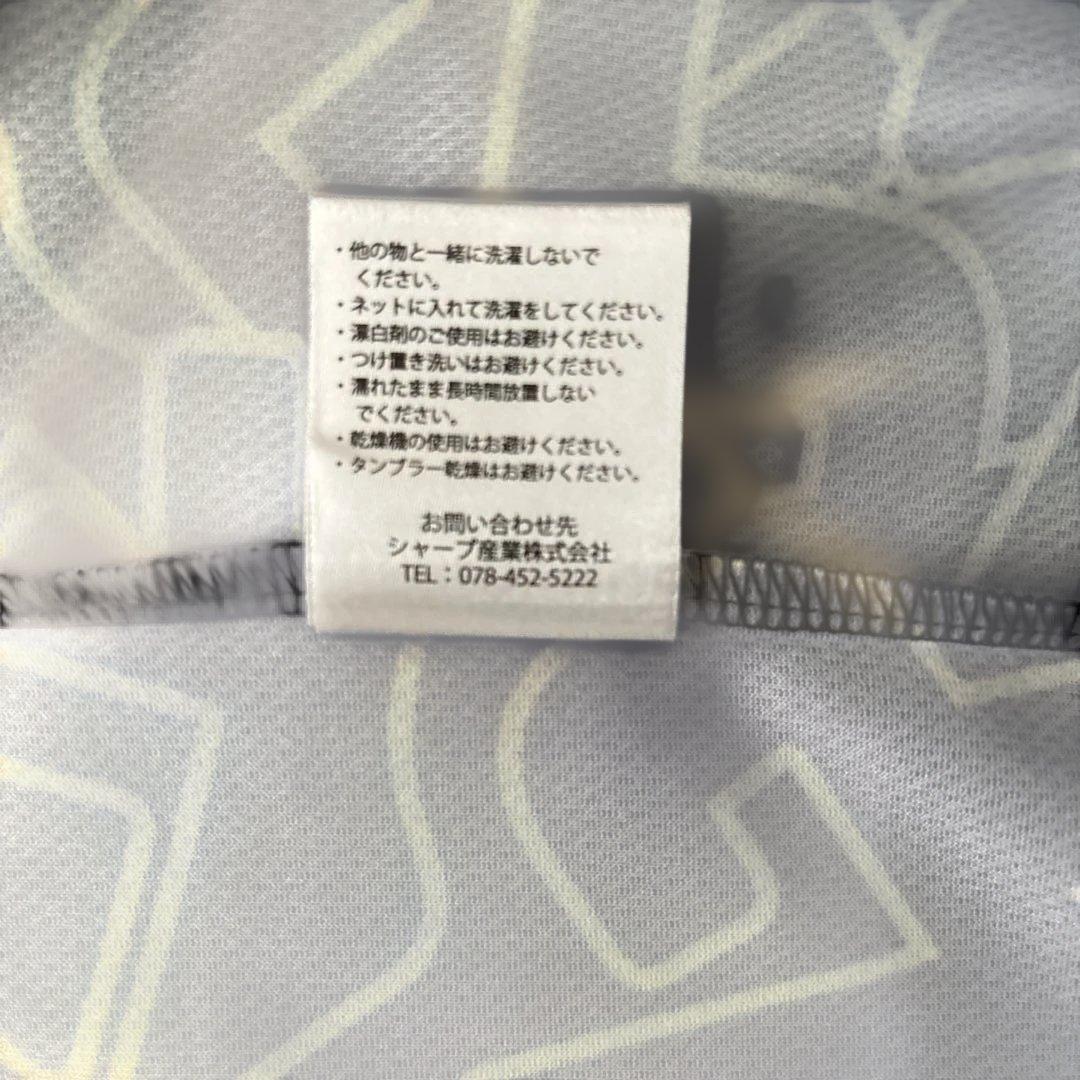 ・他の物と一緒に洗濯しないで
ください。
・ネットに入れて洗濯をしてください。
・漂白剤のご使用はお避けください。
・つけ置き洗いはお避けください。
・濡れたまま長時間放置しない
でください。
・乾燥機の使用はお避けください。
・タンブラー乾燥はお避けください。
お問い合わせ先
シャープ産業株式会社
TEL：078-452-5222